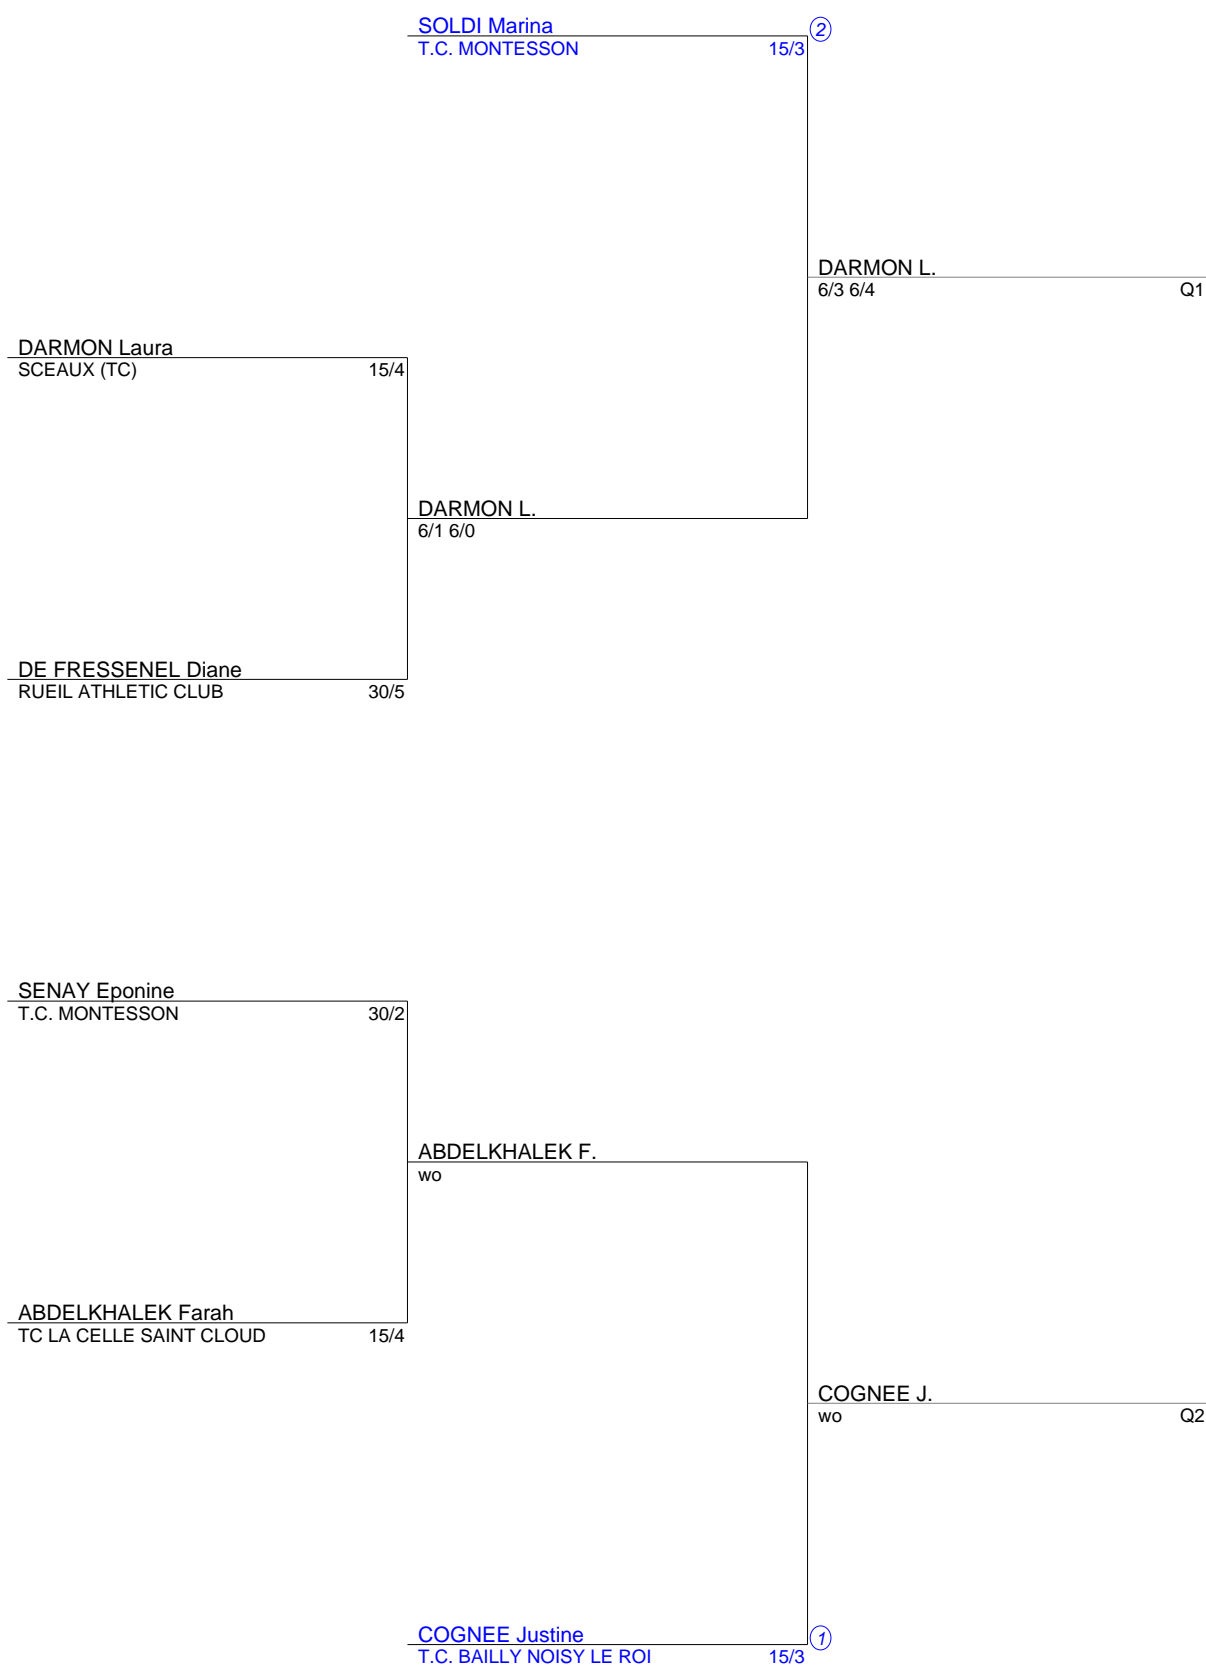 SOLDI Marina 2
T.C. MONTESSON 15/3
DARMON L.
6/3 6/4 Q1
DARMON Laura
SCEAUX (TC) 15/4
DARMON L.
6/1 6/0
DE FRESSENEL Diane
RUEIL ATHLETIC CLUB 30/5
SENAY Eponine
T.C. MONTESSON 30/2
ABDELKHALEK F.
wo
ABDELKHALEK Farah
TC LA CELLE SAINT CLOUD 15/4
COGNEE J.
wo Q2
COGNEE Justine 1
T.C. BAILLY NOISY LE ROI 15/3